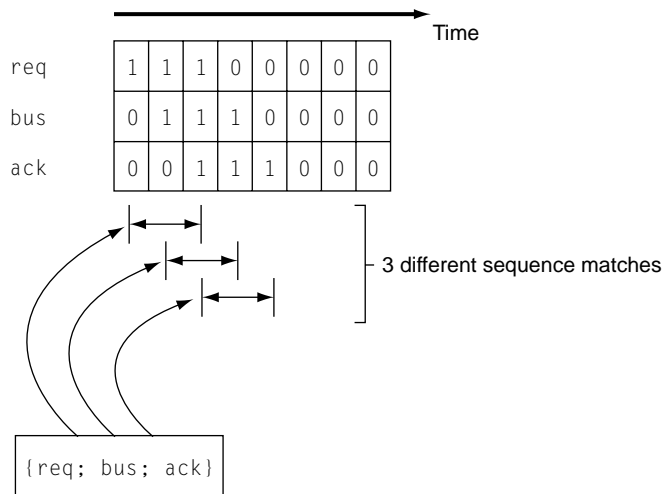 Time
req 1 1 1 0 0 0 0 0
bus 0 1 1 1 0 0 0 0
ack 0 0 1 1 1 0 0 0
3 different sequence matches
{req; bus; ack}